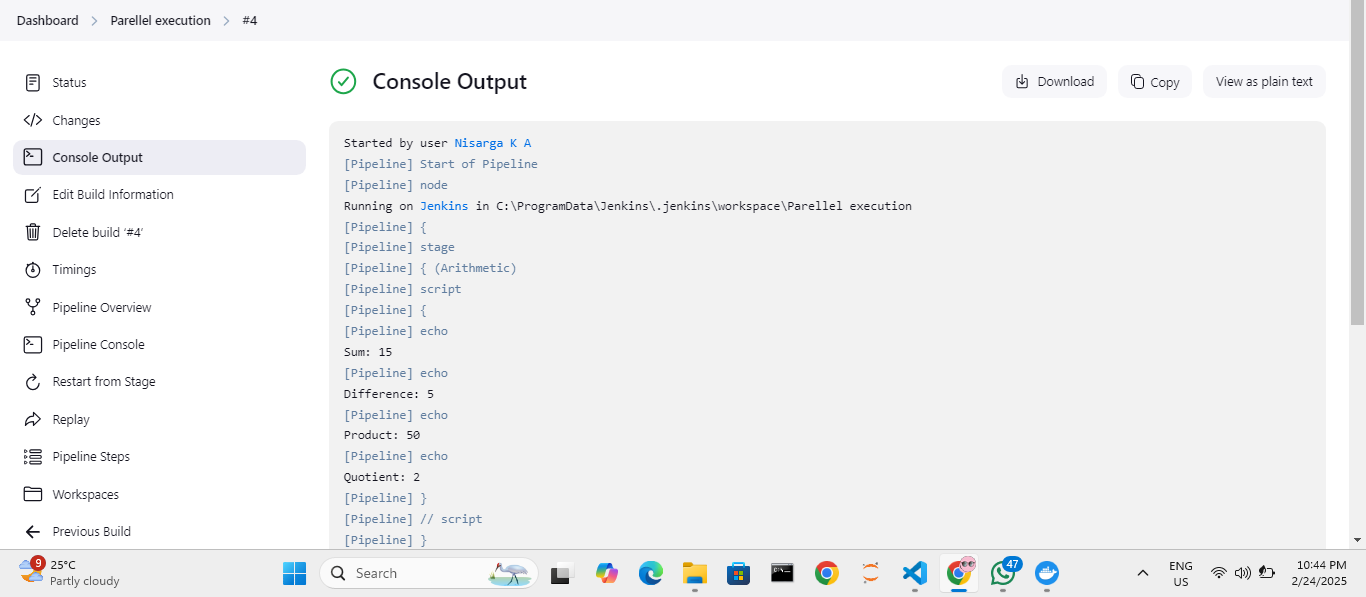 Dashboard > Parellel execution > #4
Status
Changes
Console Output
Edit Build Information
Delete build ‘#4’
Timings
Pipeline Overview
Pipeline Console
Restart from Stage
Replay
Pipeline Steps
Workspaces
Previous Build
Console Output
Download
Copy
View as plain text
Started by user Nisarga K A
[Pipeline] Start of Pipeline
[Pipeline] node
Running on Jenkins in C:\ProgramData\Jenkins\.jenkins\workspace\Parellel execution
[Pipeline] {
[Pipeline] stage
[Pipeline] { (Arithmetic)
[Pipeline] script
[Pipeline] {
[Pipeline] echo
Sum: 15
[Pipeline] echo
Difference: 5
[Pipeline] echo
Product: 50
[Pipeline] echo
Quotient: 2
[Pipeline] }
[Pipeline] // script
[Pipeline] }
9
25°C
Partly cloudy
Search
47
ENG
US
10:44 PM
2/24/2025